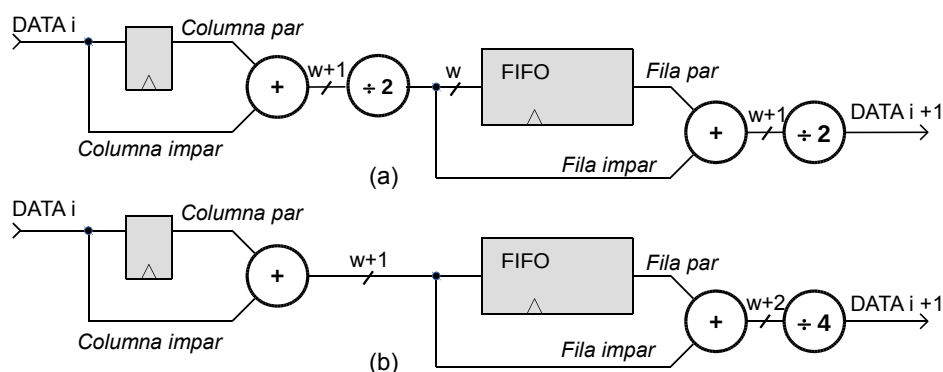 DATA i
Columna par
+
w+1
÷ 2
w
FIFO
Fila par
+
w+1
÷ 2
DATA i +1
Columna impar
Fila impar
(a)
DATA i
Columna par
+
w+1
FIFO
Fila par
+
w+2
÷ 4
DATA i +1
Columna impar
Fila impar
(b)